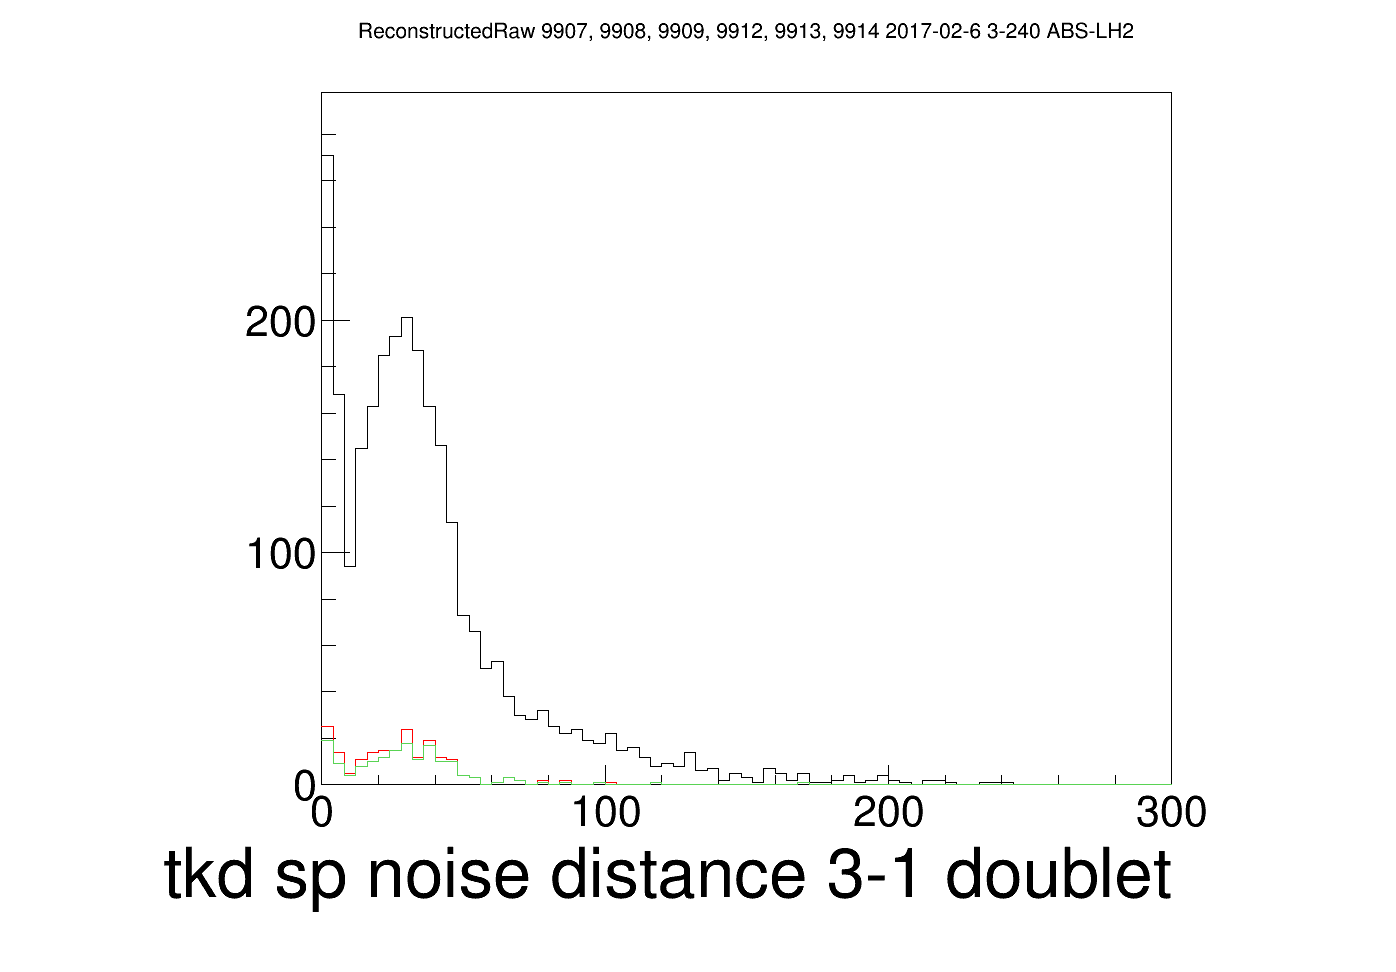 ReconstructedRaw 9907, 9908, 9909, 9912, 9913, 9914 2017-02-6 3-240 ABS-LH2
200
100
0
0 100 200 300
tkd sp noise distance 3-1 doublet